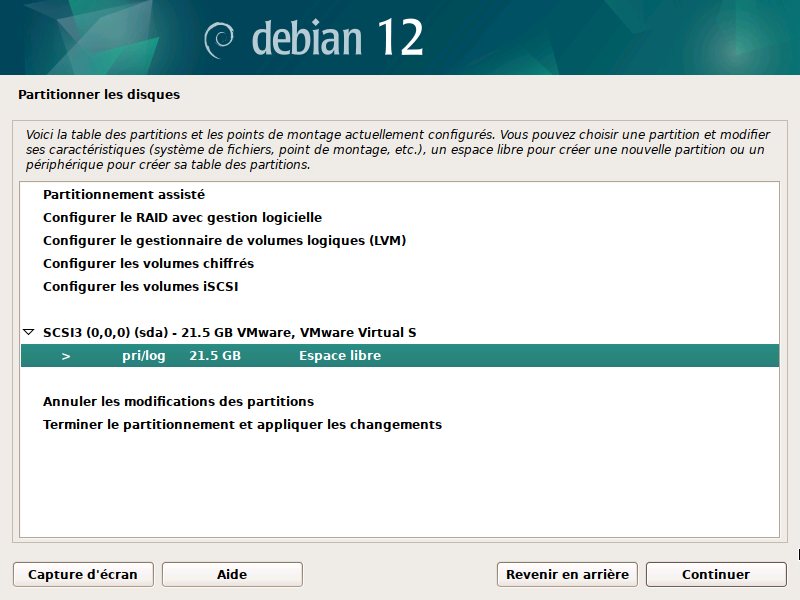 debian 12
Partitionner les disques
Voici la table des partitions et les points de montage actuellement configurés. Vous pouvez choisir une partition et modifier
ses caractéristiques (système de fichiers, point de montage, etc.), un espace libre pour créer une nouvelle partition ou un
périphérique pour créer sa table des partitions.
Partitionnement assisté
Configurer le RAID avec gestion logicielle
Configurer le gestionnaire de volumes logiques (LVM)
Configurer les volumes chiffrés
Configurer les volumes iSCSI
SCSI3 (0,0,0) (sda) - 21.5 GB VMware, VMware Virtual S
> pri/log 21.5 GB Espace libre
Annuler les modifications des partitions
Terminer le partitionnement et appliquer les changements
Capture d'écran Aide Revenir en arrière Continuer